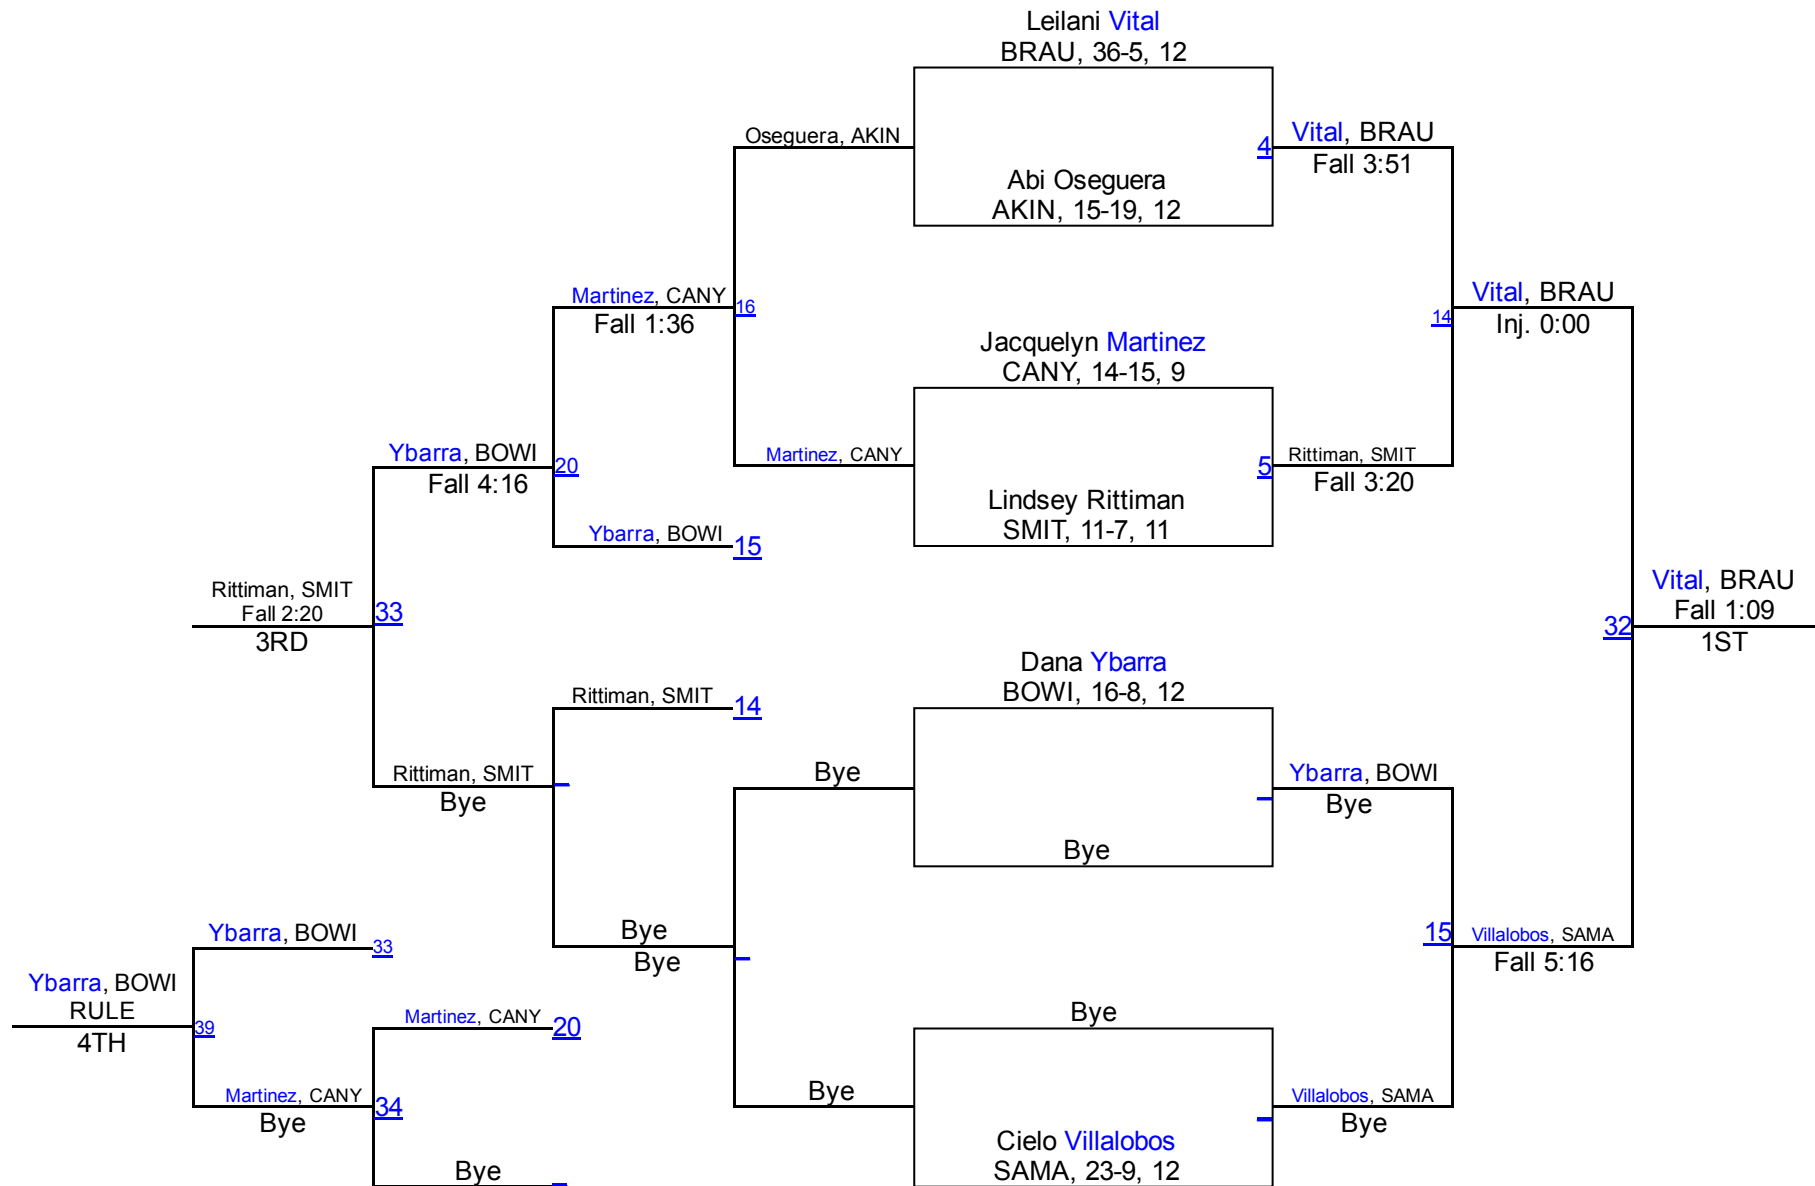 Leilani Vital
BRAU, 36-5, 12
Oseguera, AKIN
4
Vital, BRAU
Fall 3:51
Abi Oseguera
AKIN, 15-19, 12
Martinez, CANY
16
Fall 1:36
Vital, BRAU
14
Inj. 0:00
Jacquelyn Martinez
CANY, 14-15, 9
Ybarra, BOWI
20
Fall 4:16
Martinez, CANY
5
Rittiman, SMIT
Fall 3:20
Lindsey Rittiman
SMIT, 11-7, 11
Ybarra, BOWI
15
Rittiman, SMIT
Fall 2:20
33
3RD
Vital, BRAU
Fall 1:09
32
1ST
Dana Ybarra
BOWI, 16-8, 12
Rittiman, SMIT
14
Rittiman, SMIT
Bye
Bye
Ybarra, BOWI
Bye
Bye
Bye
Bye
15
Villalobos, SAMA
Fall 5:16
Ybarra, BOWI
33
Ybarra, BOWI
RULE
39
4TH
Martinez, CANY
20
Bye
Martinez, CANY
34
Bye
Bye
Villalobos, SAMA
Bye
Cielo Villalobos
SAMA, 23-9, 12
Bye